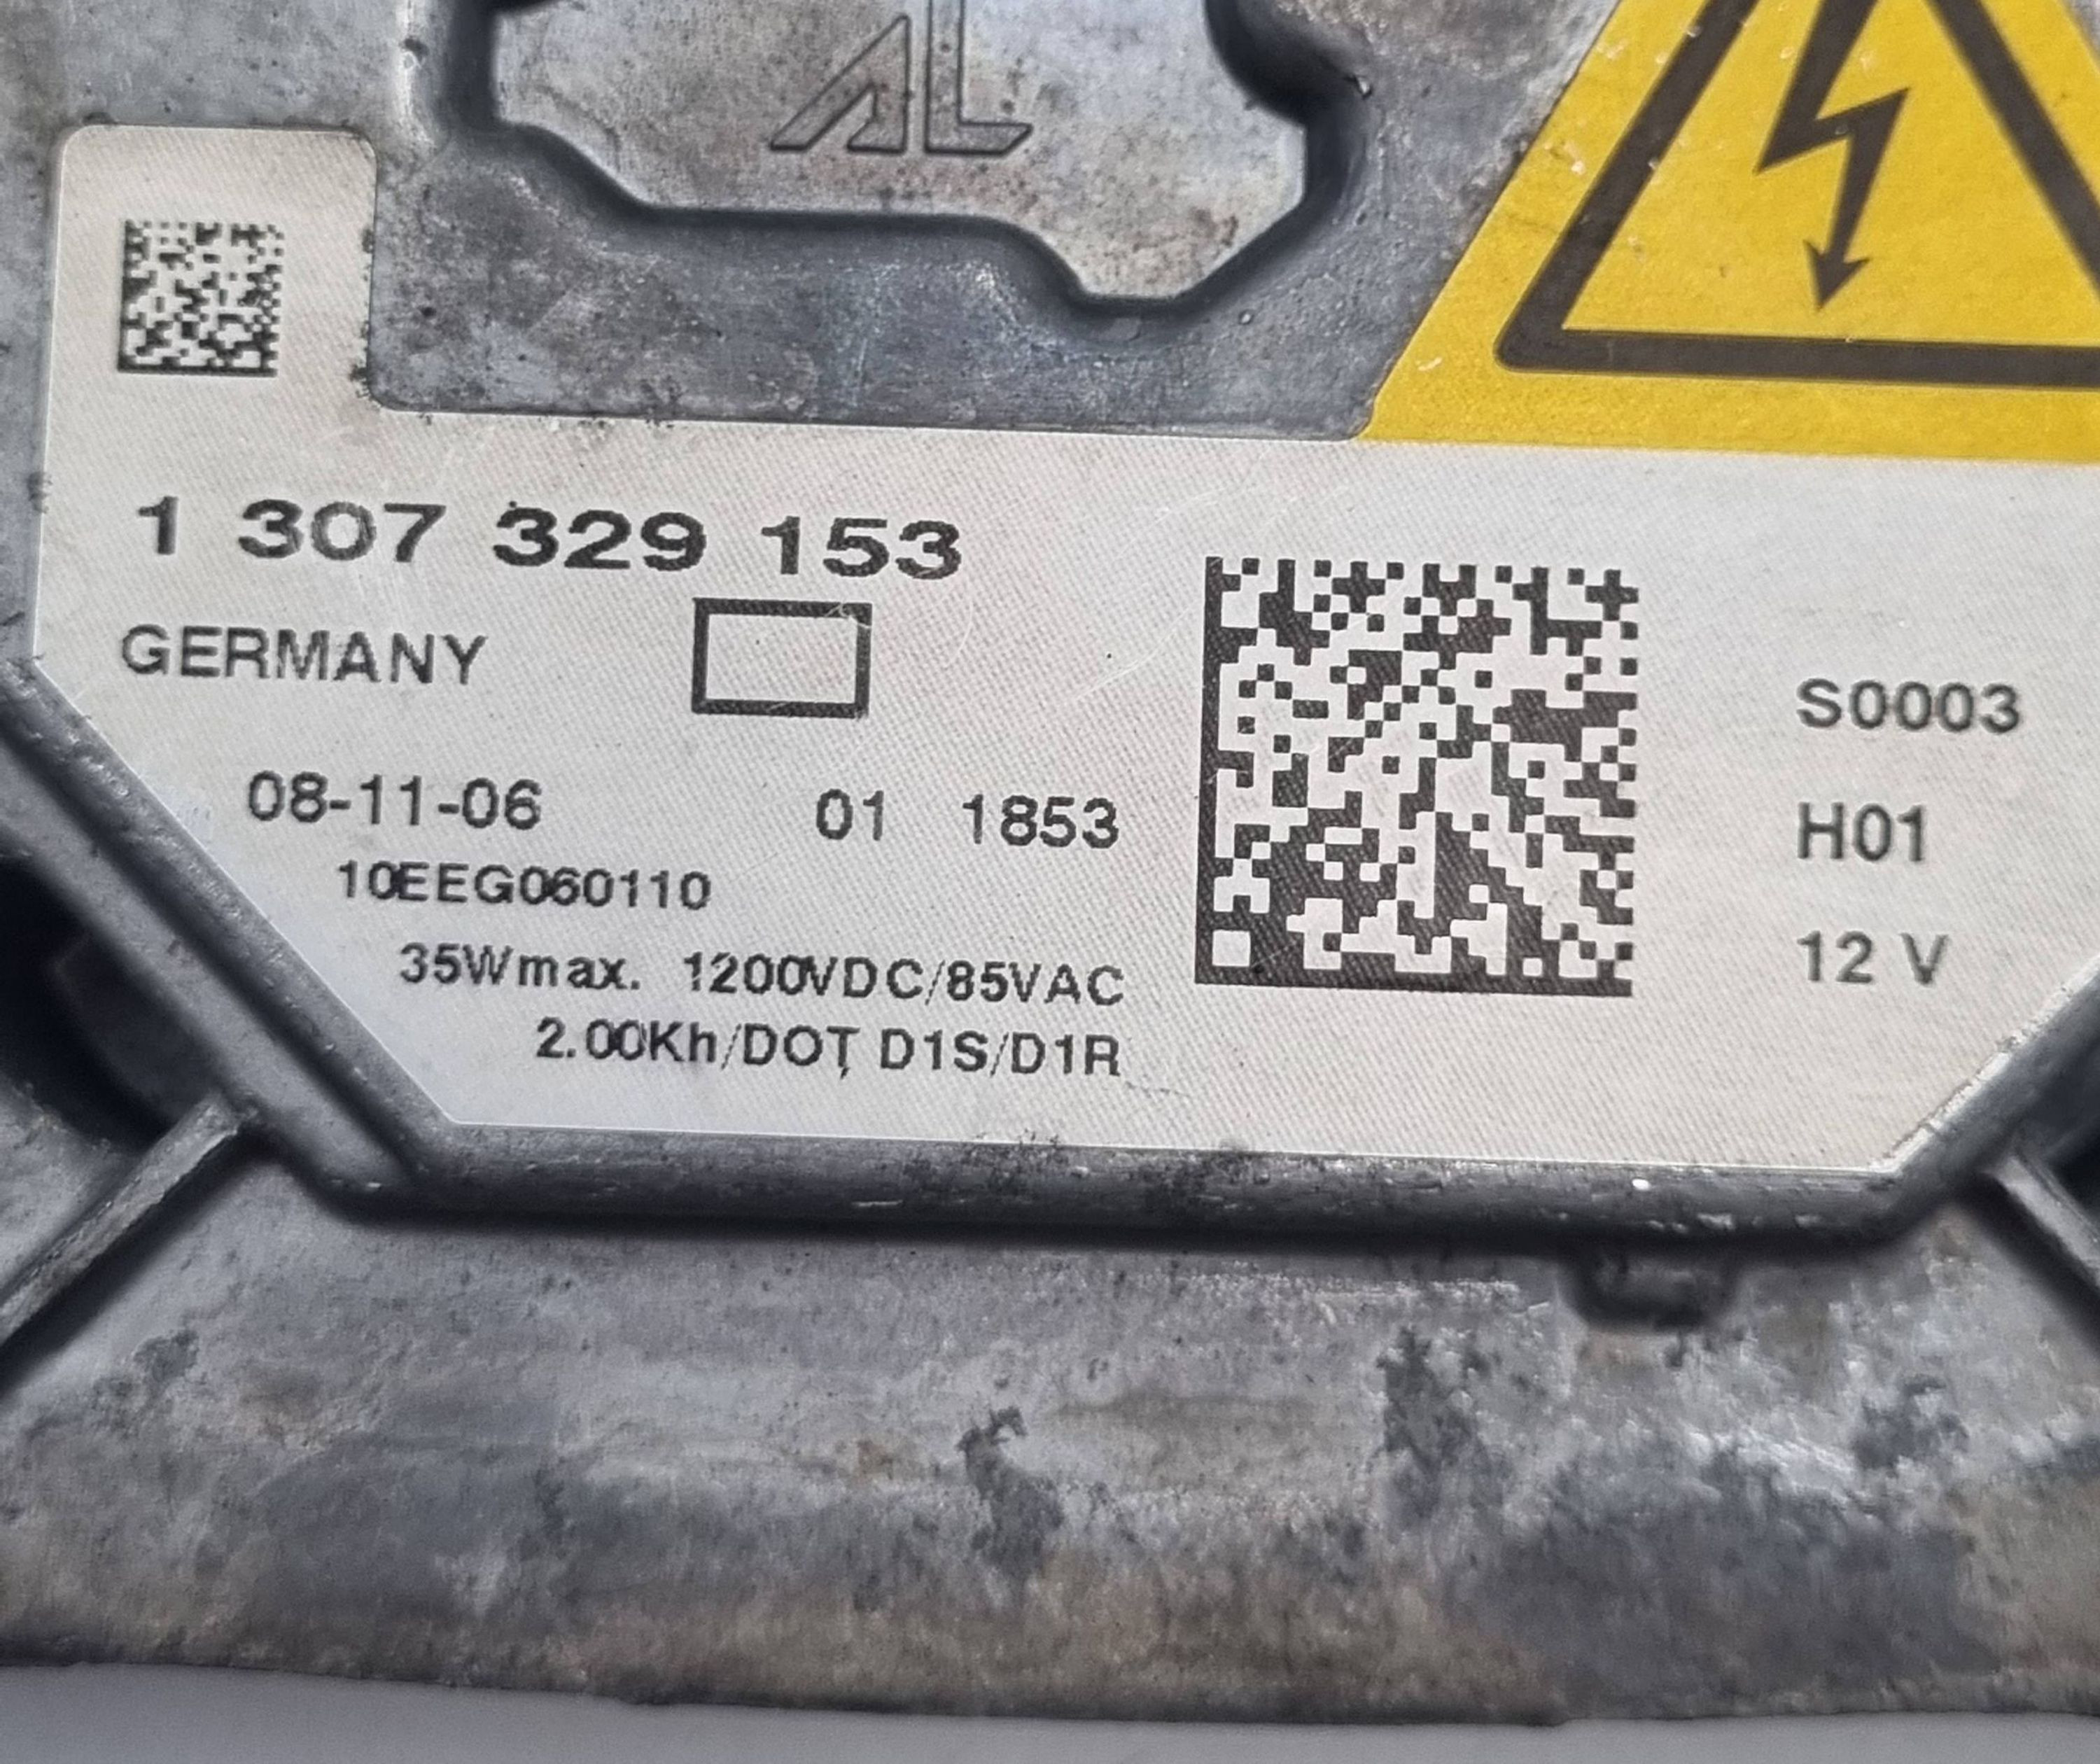 AL
1 307 329 153
GERMANY
08-11-06 01 1853
10EEG060110
35Wmax. 1200VDC/85VAC
2.00Kh/DOT D1S/D1R
S0003
H01
12 V